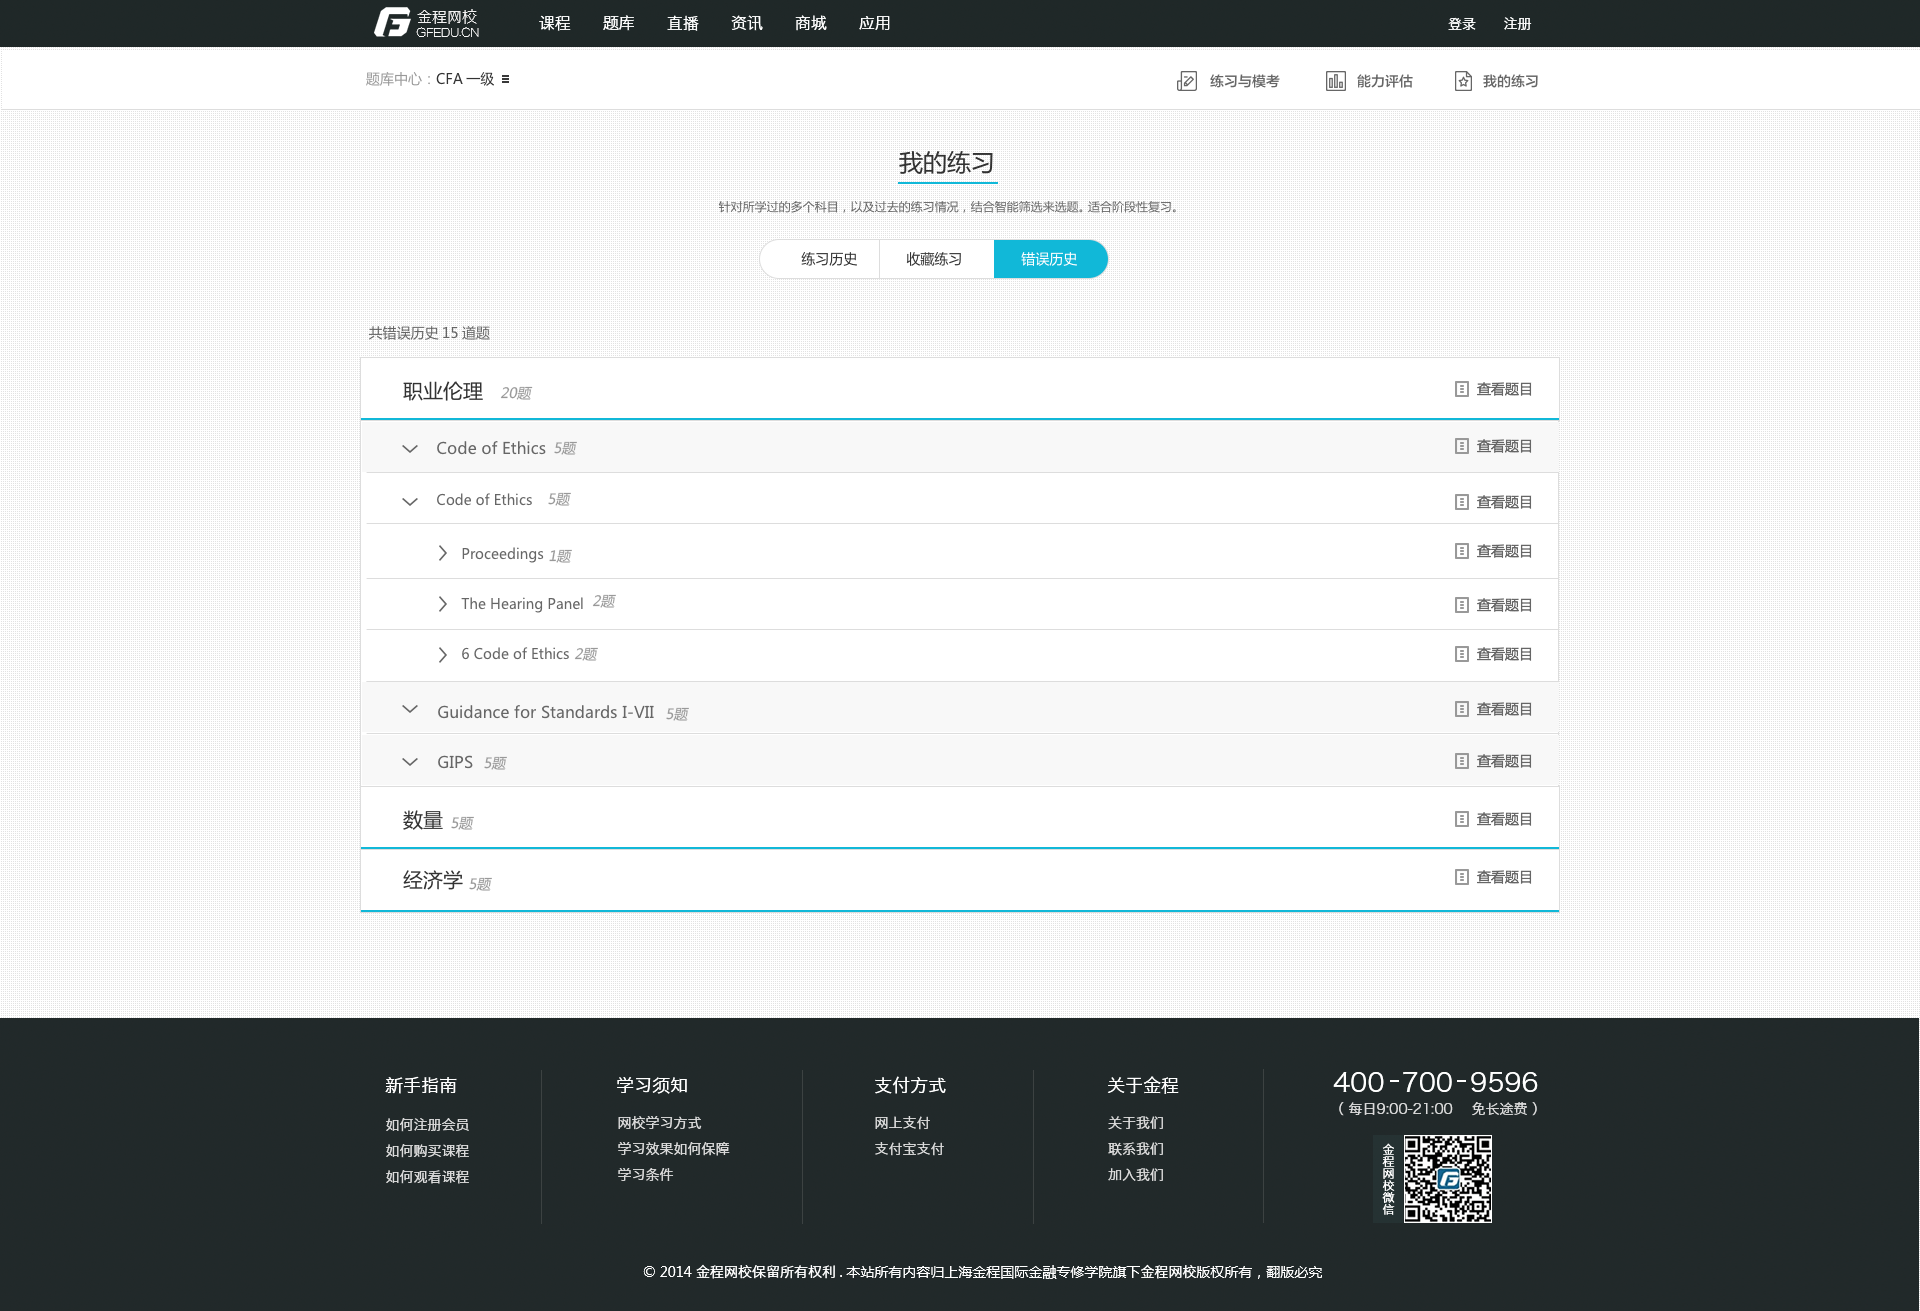 金程网校
GFEDU.CN
课程 题库 直播 资讯 商城 应用
登录 注册
题库中心：CFA 一级
练习与模考 能力评估 我的练习
我的练习
针对所学过的多个科目，以及过去的练习情况，结合智能筛选来选题。适合阶段性复习。
练习历史 收藏练习 错误历史
共错误历史 15 道题
职业伦理 20题 查看题目
Code of Ethics 5题 查看题目
Code of Ethics 5题 查看题目
Proceedings 1题 查看题目
The Hearing Panel 2题 查看题目
6 Code of Ethics 2题 查看题目
Guidance for Standards I-VII 5题 查看题目
GIPS 5题 查看题目
数量 5题 查看题目
经济学 5题 查看题目
新手指南
如何注册会员
如何购买课程
如何观看课程
学习须知
网校学习方式
学习效果如何保障
学习条件
支付方式
网上支付
支付宝支付
关于金程
关于我们
联系我们
加入我们
400-700-9596
（ 每日9:00-21:00 免长途费 ）
金程网校微信
© 2014 金程网校保留所有权利 . 本站所有内容归上海金程国际金融专修学院旗下金程网校版权所有，翻版必究